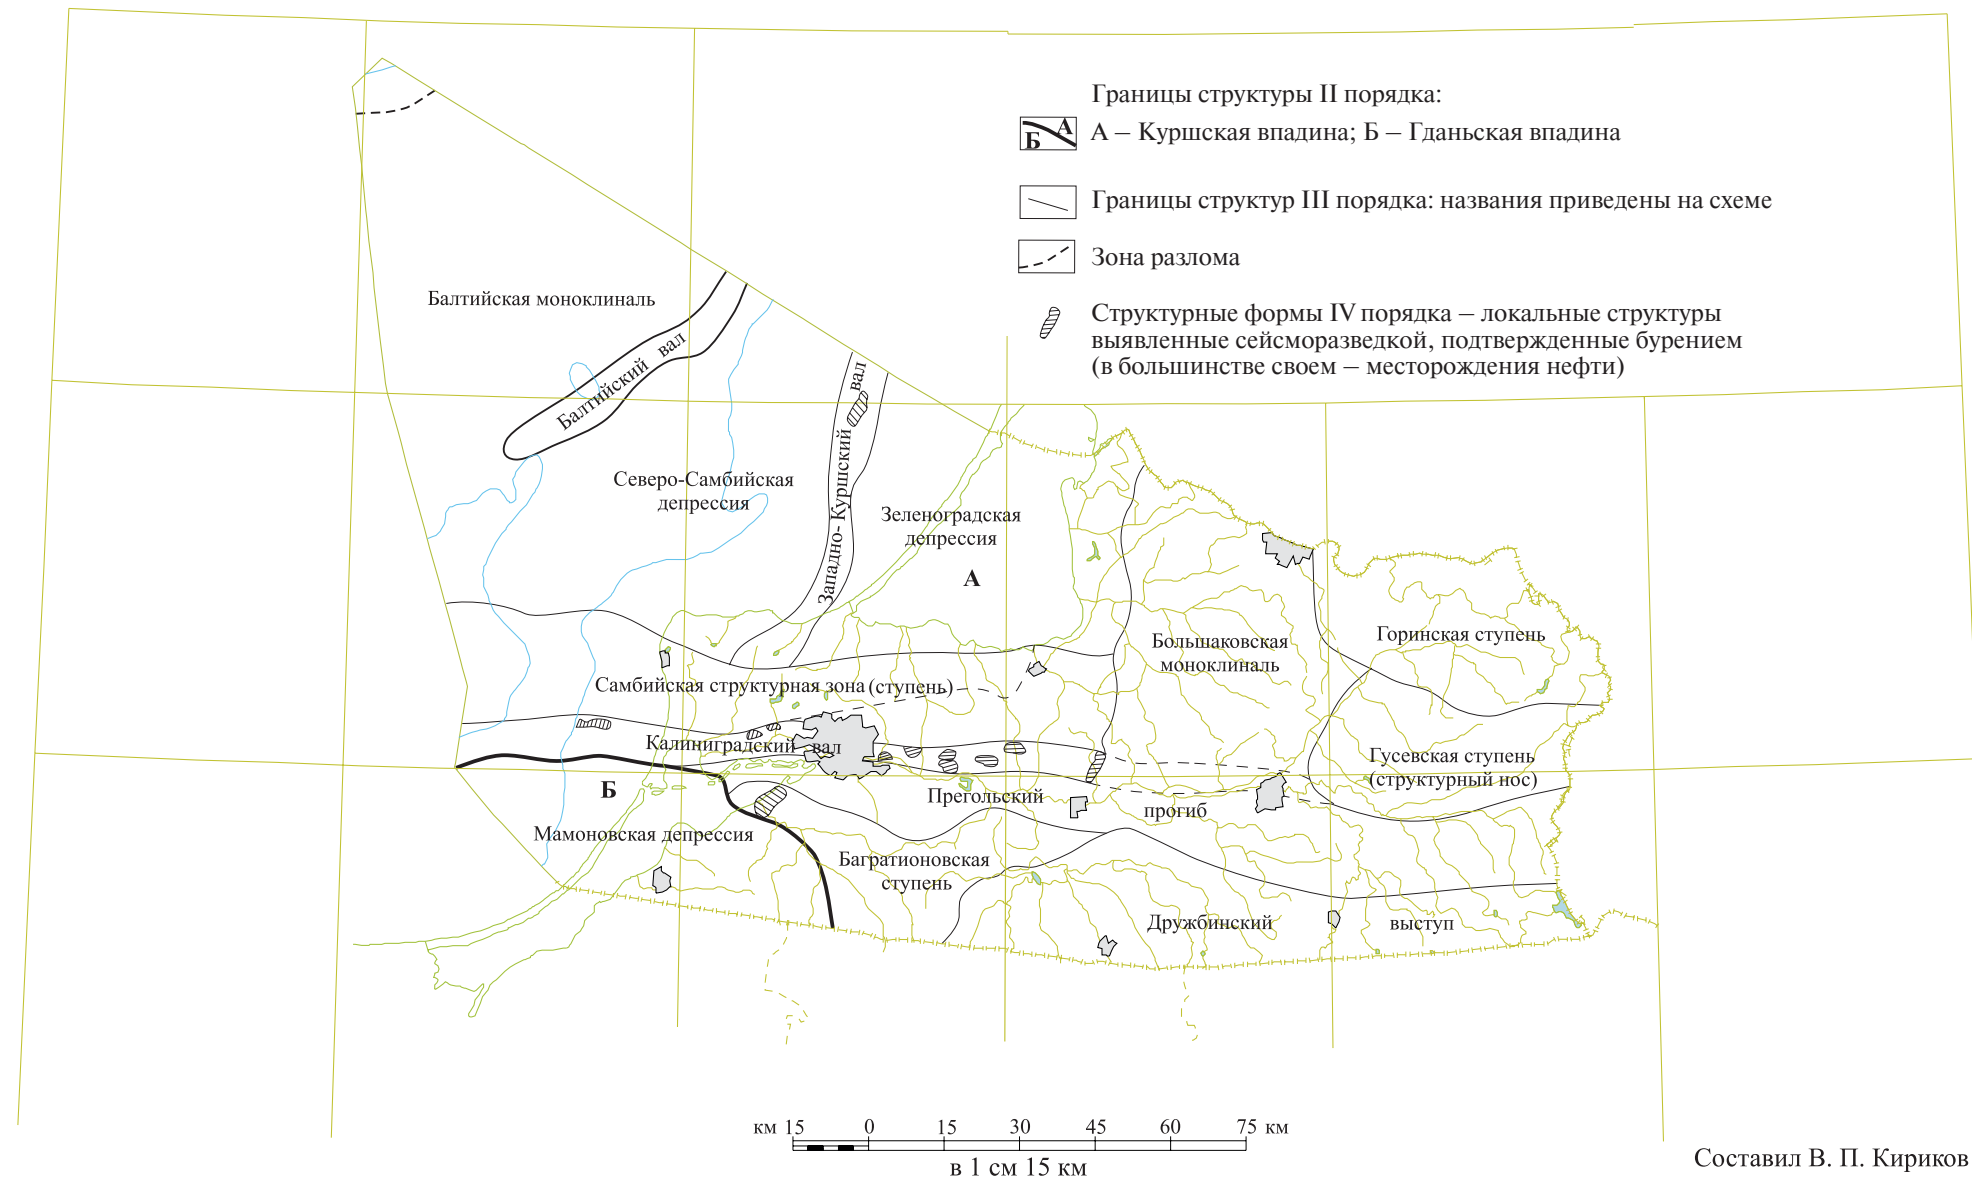 Границы структуры II порядка:
А
Б
А – Куршская впадина; Б – Гданьская впадина
Границы структур III порядка: названия приведены на схеме
Зона разлома
Структурные формы IV порядка – локальные структуры
выявленные сейсморазведкой, подтвержденные бурением
(в большинстве своем – месторождения нефти)
Балтийская моноклиналь
Балтийский вал
Северо-Самбийская
депрессия
Западно-Куршский вал
Зеленоградская
депрессия
А
Большаковская
моноклиналь
Горинская ступень
Самбийская структурная зона (ступень)
Калиниградский вал
Гусевская ступень
(структурный нос)
Б
Прегольский прогиб
Мамоновская депрессия
Багратионовская
ступень
Дружбинский выступ
км 15 0 15 30 45 60 75 км
в 1 см 15 км
Составил В. П. Кириков